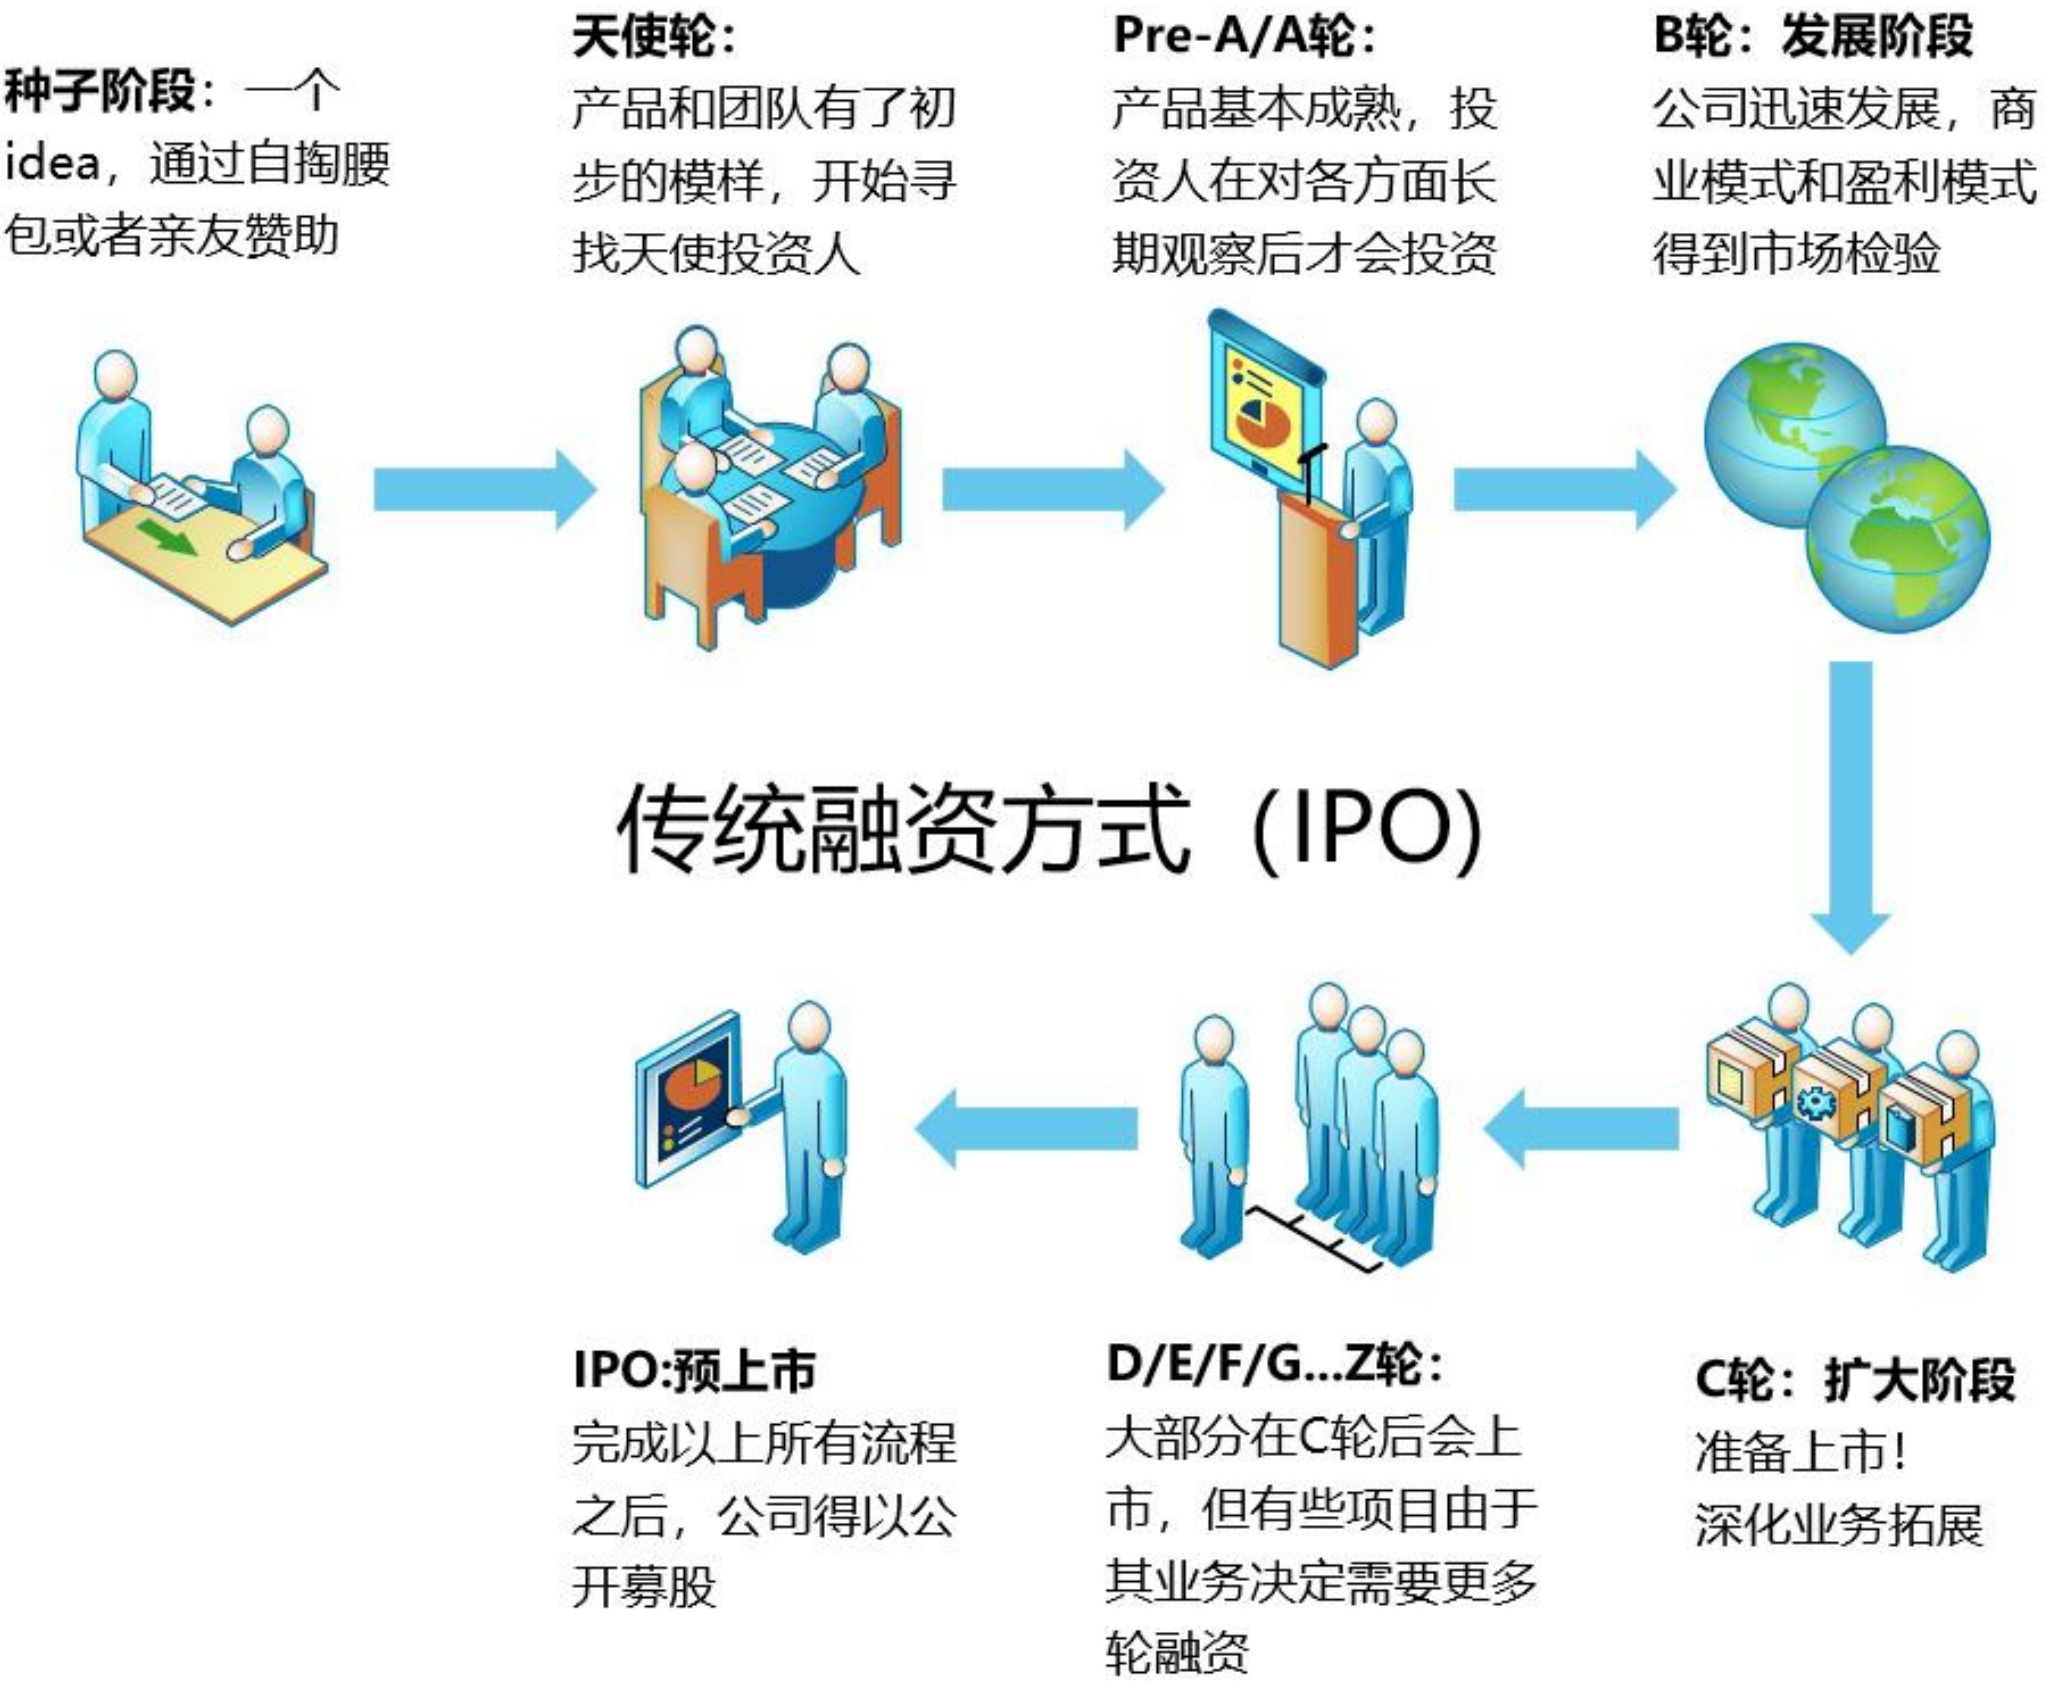 种子阶段：一个
idea，通过自掏腰
包或者亲友赞助
天使轮：
产品和团队有了初
步的模样，开始寻
找天使投资人
Pre-A/A轮：
产品基本成熟，投
资人在对各方面长
期观察后才会投资
B轮：发展阶段
公司迅速发展，商
业模式和盈利模式
得到市场检验
传统融资方式（IPO)
C轮：扩大阶段
准备上市！
深化业务拓展
D/E/F/G...Z轮：
大部分在C轮后会上
市，但有些项目由于
其业务决定需要更多
轮融资
IPO:预上市
完成以上所有流程
之后，公司得以公
开募股